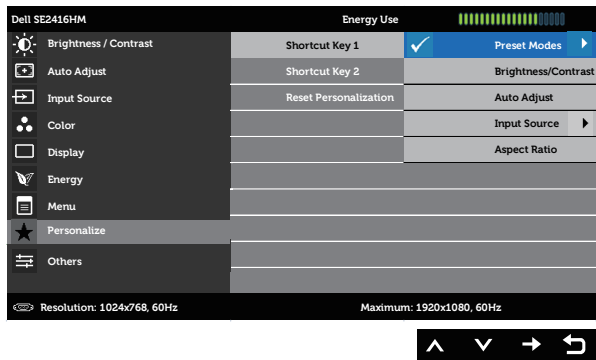 Dell SE2416HM Energy Use
Brightness / Contrast Shortcut Key 1 Preset Modes
Auto Adjust Shortcut Key 2 Brightness/Contrast
Input Source Reset Personalization Auto Adjust
Color Input Source
Display Aspect Ratio
Energy
Menu
Personalize
Others
Resolution: 1024x768, 60Hz Maximum: 1920x1080, 60Hz